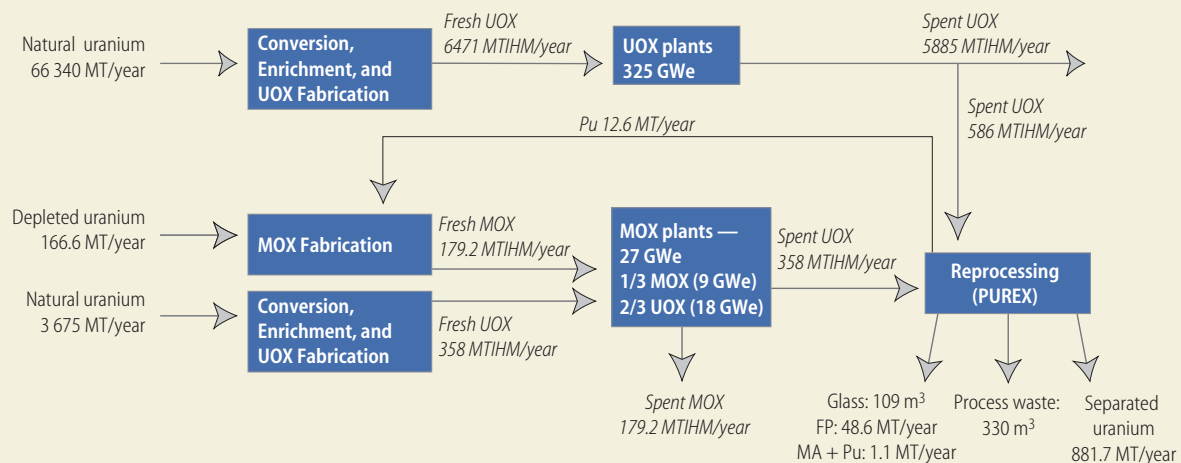 Natural uranium
66 340 MT/year
Conversion,
Enrichment, and
UOX Fabrication
Fresh UOX
6471 MTIHM/year
UOX plants
325 GWe
Spent UOX
5885 MTIHM/year
Spent UOX
586 MTIHM/year
Pu 12.6 MT/year
Depleted uranium
166.6 MT/year
MOX Fabrication
Fresh MOX
179.2 MTIHM/year
Natural uranium
3 675 MT/year
Conversion,
Enrichment, and
UOX Fabrication
Fresh UOX
358 MTIHM/year
MOX plants —
27 GWe
1/3 MOX (9 GWe)
2/3 UOX (18 GWe)
Spent UOX
358 MTIHM/year
Reprocessing
(PUREX)
Spent MOX
179.2 MTIHM/year
Glass: 109 m³
FP: 48.6 MT/year
MA + Pu: 1.1 MT/year
Process waste:
330 m³
Separated
uranium
881.7 MT/year